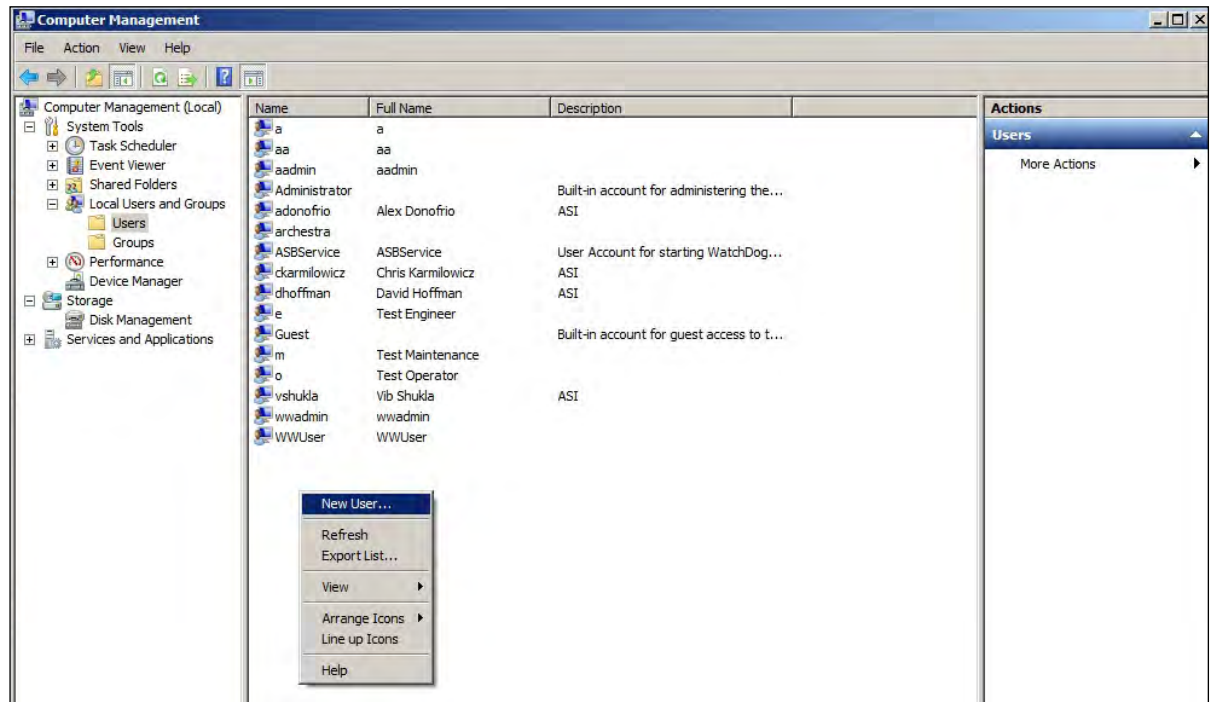 Computer Management
File Action View Help
Computer Management (Local)
System Tools
Task Scheduler
Event Viewer
Shared Folders
Local Users and Groups
Users
Groups
Performance
Device Manager
Storage
Disk Management
Services and Applications
Name Full Name Description
a a
aa aa
aadmin aadmin
Administrator Built-in account for administering the...
adonofrio Alex Donofrio ASI
archestra
ASBService ASBService User Account for starting WatchDog...
ckarmilowicz Chris Karmilowicz ASI
dhoffman David Hoffman ASI
e Test Engineer
Guest Built-in account for guest access to t...
m Test Maintenance
o Test Operator
vshukla Vib Shukla ASI
wwadmin wwadmin
WWUser WWUser
New User...
Refresh
Export List...
View
Arrange Icons
Line up Icons
Help
Actions
Users
More Actions